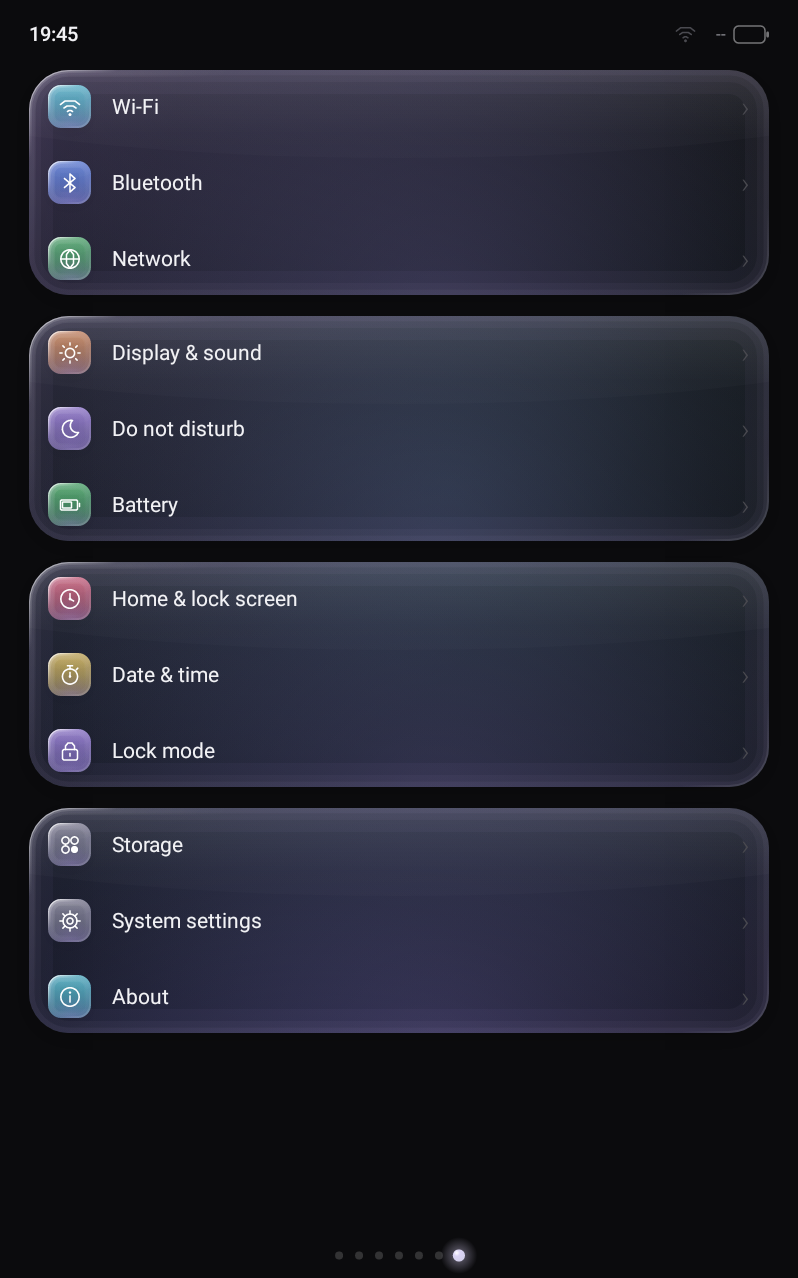 19:45
--
Wi-Fi
Bluetooth
Network
Display & sound
Do not disturb
Battery
Home & lock screen
Date & time
Lock mode
Storage
System settings
About